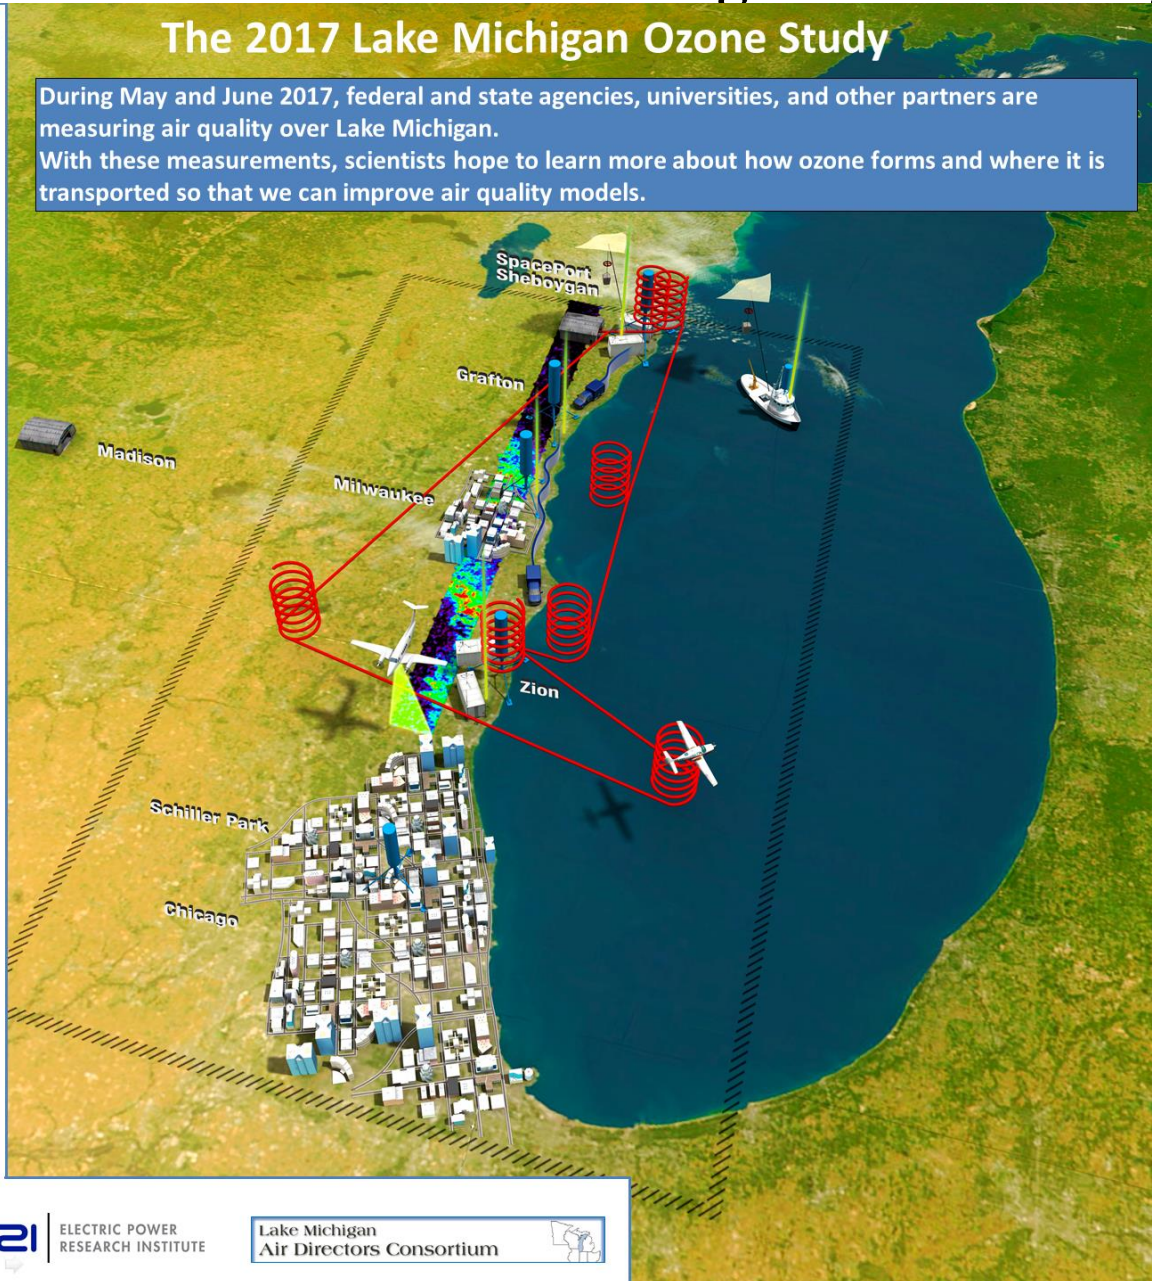 The 2017 Lake Michigan Ozone Study
During May and June 2017, federal and state agencies, universities, and other partners are
measuring air quality over Lake Michigan.
With these measurements, scientists hope to learn more about how ozone forms and where it is
transported so that we can improve air quality models.
SpacePort
Sheboygan
Grafton
Madison
Milwaukee
Zion
Schiller Park
Chicago
ELECTRIC POWER
RESEARCH INSTITUTE
Lake Michigan
Air Directors Consortium